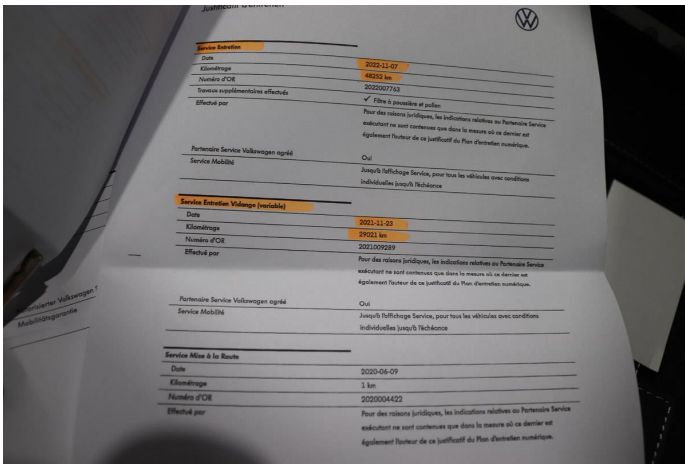 Justificatif d'entretien
Service Entretien
Date 2022-11-07
Kilométrage 48252 km
Numéro d'OR 2022007763
Travaux supplémentaires effectués ✓ Filtre à poussière et pollen
Effectué par Pour des raisons juridiques, les indications relatives au Partenaire Service
exécutant ne sont contenues que dans la mesure où ce dernier est
également l'auteur de ce justificatif du Plan d'entretien numérique.
Partenaire Service Volkswagen agréé Oui
Service Mobilité Jusqu'à l'affichage Service, pour tous les véhicules avec conditions
individuelles jusqu'à l'échéance
Service Entretien Vidange (variable)
Date 2021-11-23
Kilométrage 29021 km
Numéro d'OR 2021009289
Effectué par Pour des raisons juridiques, les indications relatives au Partenaire Service
exécutant ne sont contenues que dans la mesure où ce dernier est
également l'auteur de ce justificatif du Plan d'entretien numérique.
Partenaire Service Volkswagen agréé Oui
Service Mobilité Jusqu'à l'affichage Service, pour tous les véhicules avec conditions
individuelles jusqu'à l'échéance
Service Mise à la Route
Date 2020-06-09
Kilométrage 1 km
Numéro d'OR 2020004422
Effectué par Pour des raisons juridiques, les indications relatives au Partenaire Service
exécutant ne sont contenues que dans la mesure où ce dernier est
également l'auteur de ce justificatif du Plan d'entretien numérique.
Volkswagen
Mobilitätsgarantie